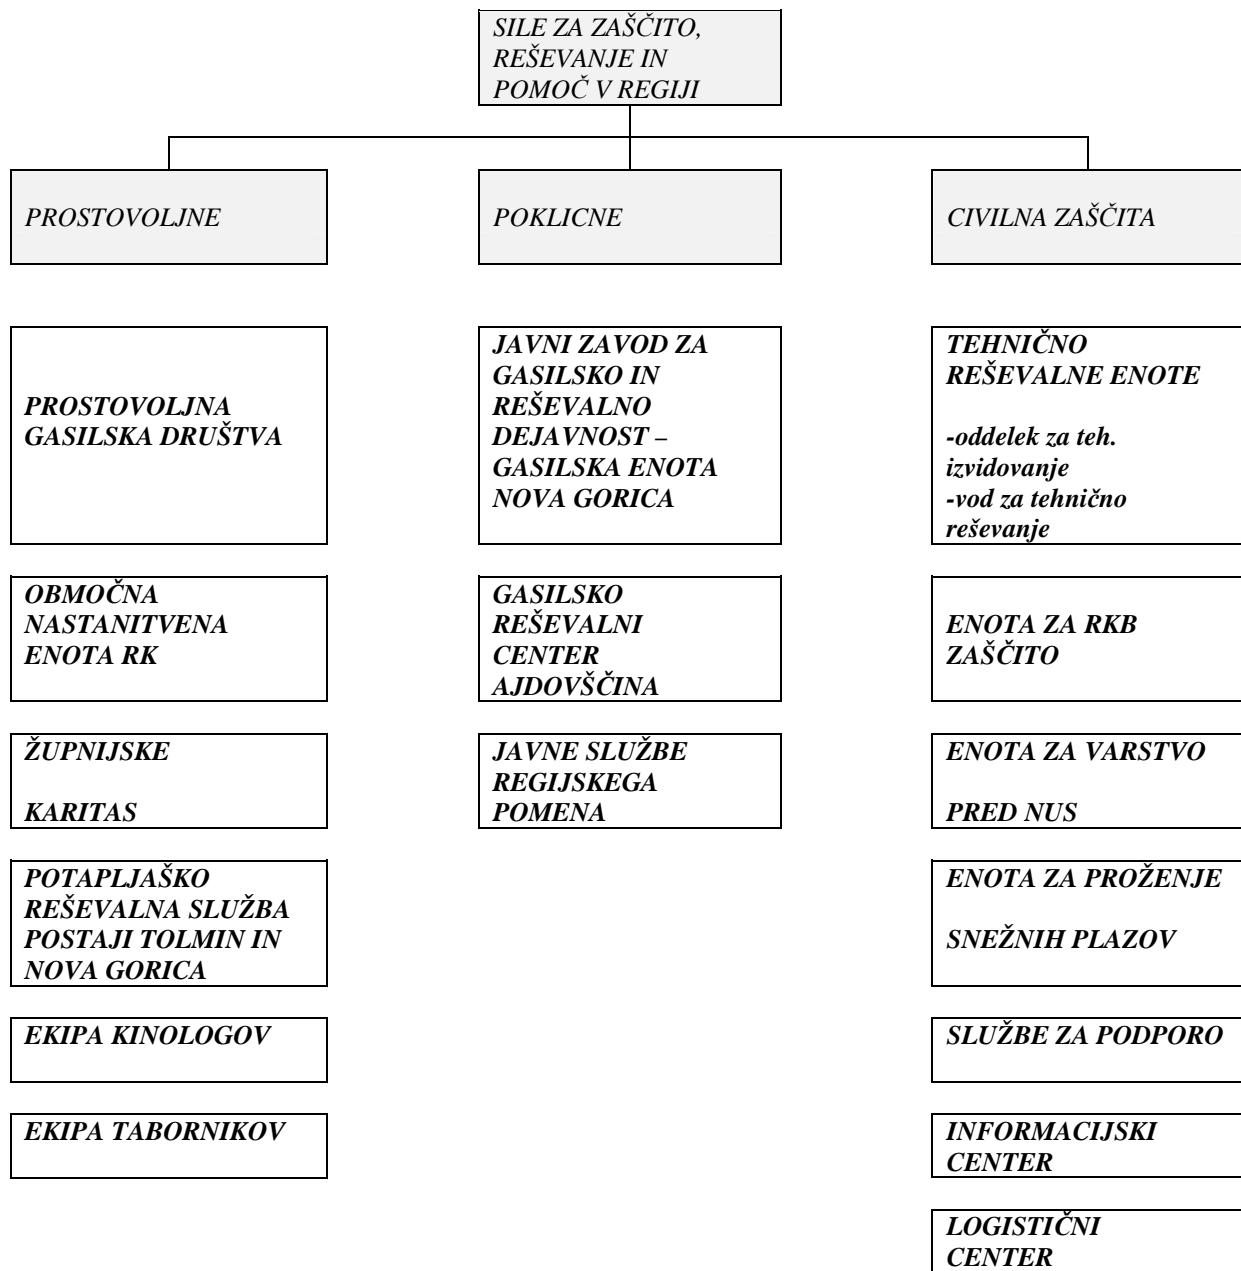 SILE ZA ZAŠČITO,
REŠEVANJE IN
POMOČ V REGIJI
PROSTOVOLJNE
POKLICNE
CIVILNA ZAŠČITA
PROSTOVOLJNA
GASILSKA DRUŠTVA
JAVNI ZAVOD ZA
GASILSKO IN
REŠEVALNO
DEJAVNOST –
GASILSKA ENOTA
NOVA GORICA
TEHNIČNO
REŠEVALNE ENOTE
-oddelek za teh.
izvidovanje
-vod za tehnično
reševanje
OBMOČNA
NASTANITVENA
ENOTA RK
GASILSKO
REŠEVALNI
CENTER
AJDOVŠČINA
ENOTA ZA RKB
ZAŠČITO
ŽUPNIJSKE
KARITAS
JAVNE SLUŽBE
REGIJSKEGA
POMENA
ENOTA ZA VARSTVO
PRED NUS
POTAPLJAŠKO
REŠEVALNA SLUŽBA
POSTAJI TOLMIN IN
NOVA GORICA
ENOTA ZA PROŽENJE
SNEŽNIH PLAZOV
EKIPA KINOLOGOV
SLUŽBE ZA PODPORO
EKIPA TABORNIKOV
INFORMACIJSKI
CENTER
LOGISTIČNI
CENTER